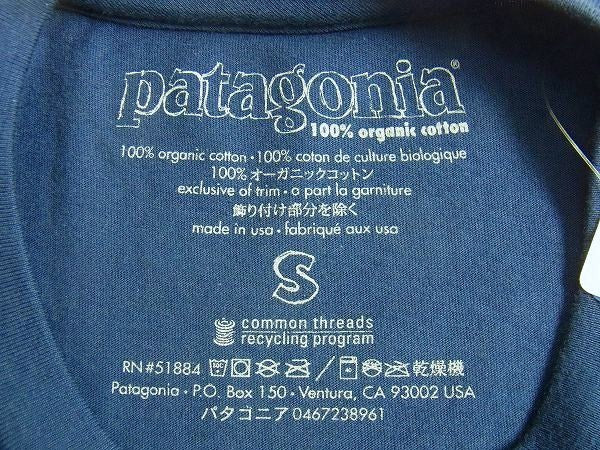 patagonia®
100% organic cotton
100% organic cotton • 100% coton de culture biologique
100% オーガニックコットン
exclusive of trim • a part la garniture
飾り付け部分を除く
made in usa • fabriqué aux usa
S
common threads
recycling program
RN#51884 乾燥機
Patagonia • P.O. Box 150 • Ventura, CA 93002 USA
パタゴニア 0467238961